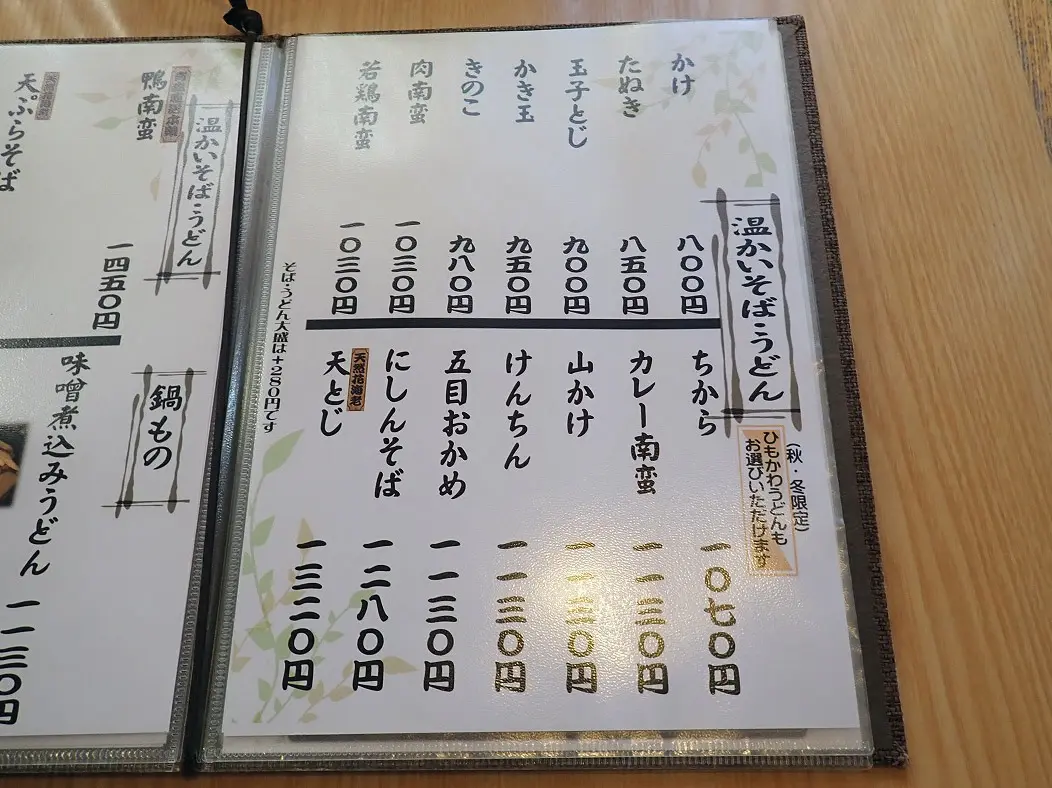 温かいそば・うどん
(秋・冬限定)
ひもかわうどんも
お選びいただけます
かけ 八〇〇円
たぬき 八五〇円
玉子とじ 九〇〇円
かき玉 九五〇円
きのこ 九八〇円
肉南蛮 一〇三〇円
若鶏南蛮 一〇三〇円
ちから 一〇七〇円
カレー南蛮 一一三〇円
山かけ 一一三〇円
けんちん 一一三〇円
五目おかめ 一一三〇円
にしんそば 一二八〇円
天然花海老
天とじ 一三二〇円
そば・うどん大盛は+280円です
温かいそば・うどん
鴨南蛮 一四五〇円
天ぷらそば
鍋もの
味噌煮込みうどん 一一三〇円